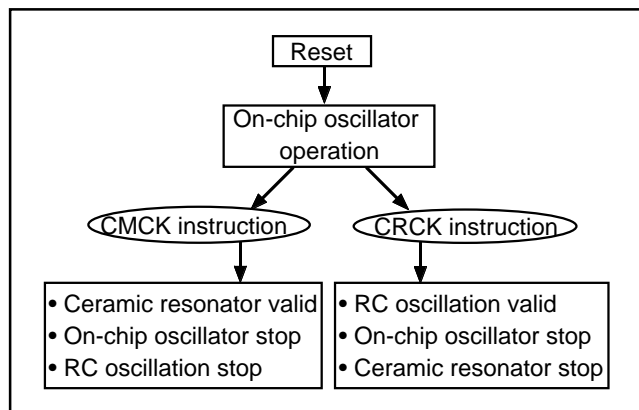 Reset
On-chip oscillator
operation
CMCK instruction
CRCK instruction
• Ceramic resonator valid
• On-chip oscillator stop
• RC oscillation stop
• RC oscillation valid
• On-chip oscillator stop
• Ceramic resonator stop